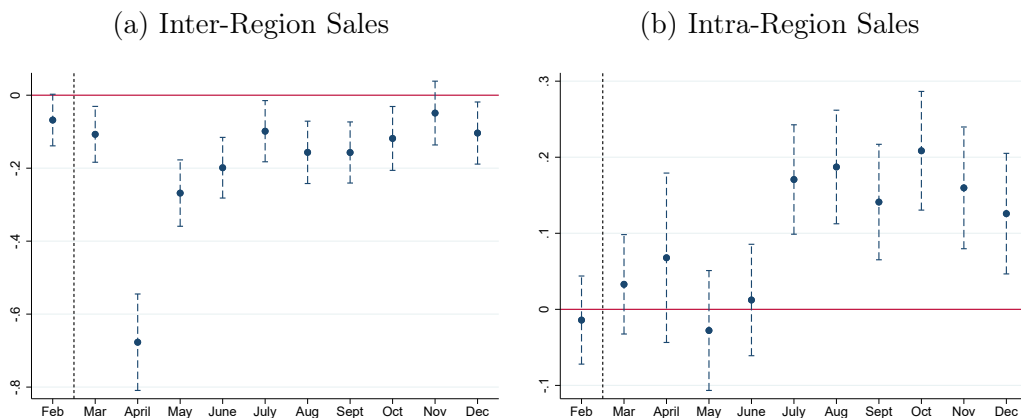 (a) Inter-Region Sales
0
-.2
-.4
-.6
-.8
Feb Mar April May June July Aug Sept Oct Nov Dec
(b) Intra-Region Sales
.3
.2
.1
0
-.1
Feb Mar April May June July Aug Sept Oct Nov Dec